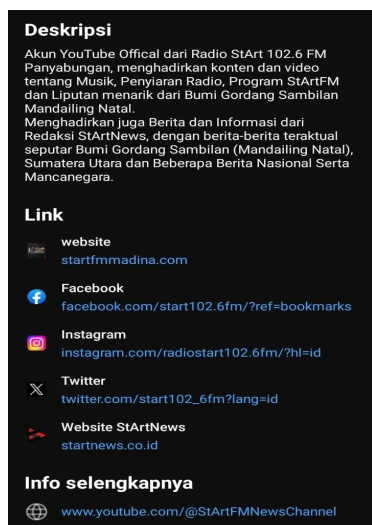 Deskripsi
Akun YouTube Offical dari Radio StArt 102.6 FM
Panyabungan, menghadirkan konten dan video
tentang Musik, Penyiaran Radio, Program StArtFM
dan Liputan menarik dari Bumi Gordang Sambilan
Mandailing Natal.
Menghadirkan juga Berita dan Informasi dari
Redaksi StArtNews, dengan berita-berita teraktual
seputar Bumi Gordang Sambilan (Mandailing Natal),
Sumatera Utara dan Beberapa Berita Nasional Serta
Mancanegara.
Link
website
startfmmadina.com
Facebook
facebook.com/start102.6fm/?ref=bookmarks
Instagram
instagram.com/radiostart102.6fm/?hl=id
Twitter
twitter.com/start102_6fm?lang=id
Website StArtNews
startnews.co.id
Info selengkapnya
www.youtube.com/@StArtFMNewsChannel